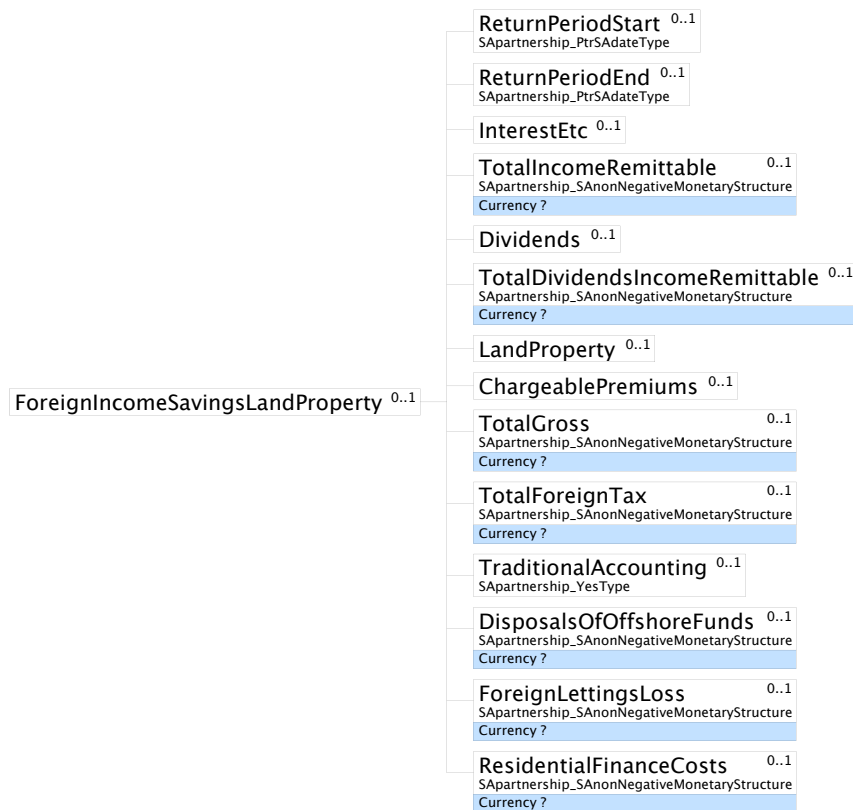 ReturnPeriodStart 0..1
SApartnership_PtrSAdateType
ReturnPeriodEnd 0..1
SApartnership_PtrSAdateType
InterestEtc 0..1
TotalIncomeRemittable 0..1
SApartnership_SAnonNegativeMonetaryStructure
Currency ?
Dividends 0..1
TotalDividendsIncomeRemittable 0..1
SApartnership_SAnonNegativeMonetaryStructure
Currency ?
LandProperty 0..1
ChargeablePremiums 0..1
ForeignIncomeSavingsLandProperty 0..1
TotalGross 0..1
SApartnership_SAnonNegativeMonetaryStructure
Currency ?
TotalForeignTax 0..1
SApartnership_SAnonNegativeMonetaryStructure
Currency ?
TraditionalAccounting 0..1
SApartnership_YesType
DisposalsOfOffshoreFunds 0..1
SApartnership_SAnonNegativeMonetaryStructure
Currency ?
ForeignLettingsLoss 0..1
SApartnership_SAnonNegativeMonetaryStructure
Currency ?
ResidentialFinanceCosts 0..1
SApartnership_SAnonNegativeMonetaryStructure
Currency ?